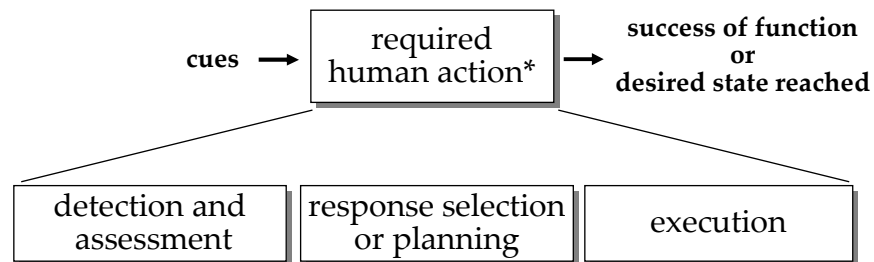 cues
required
human action*
success of function
or
desired state reached
detection and
assessment
response selection
or planning
execution